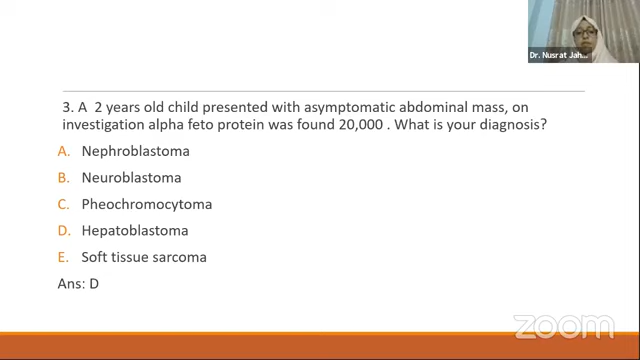 Dr. Nusrat Jah...
3. A 2 years old child presented with asymptomatic abdominal mass, on
investigation alpha feto protein was found 20,000 . What is your diagnosis?
A. Nephroblastoma
B. Neuroblastoma
C. Pheochromocytoma
D. Hepatoblastoma
E. Soft tissue sarcoma
Ans: D
zoom